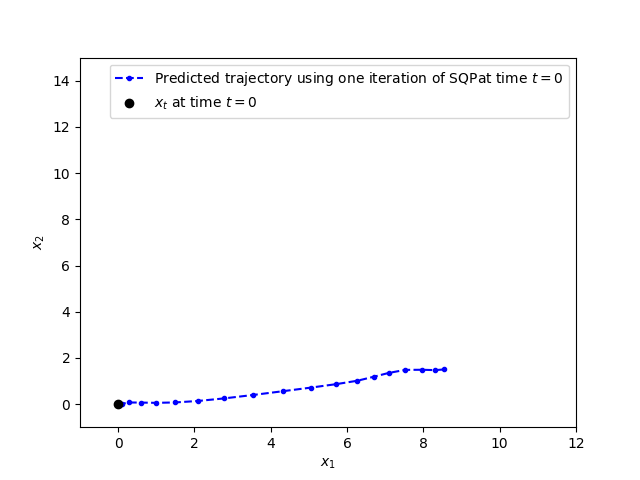 Predicted trajectory using one iteration of SQPat time t = 0
x_t at time t = 0
14
12
10
8
6
4
2
0
x_2
0 2 4 6 8 10 12
x_1